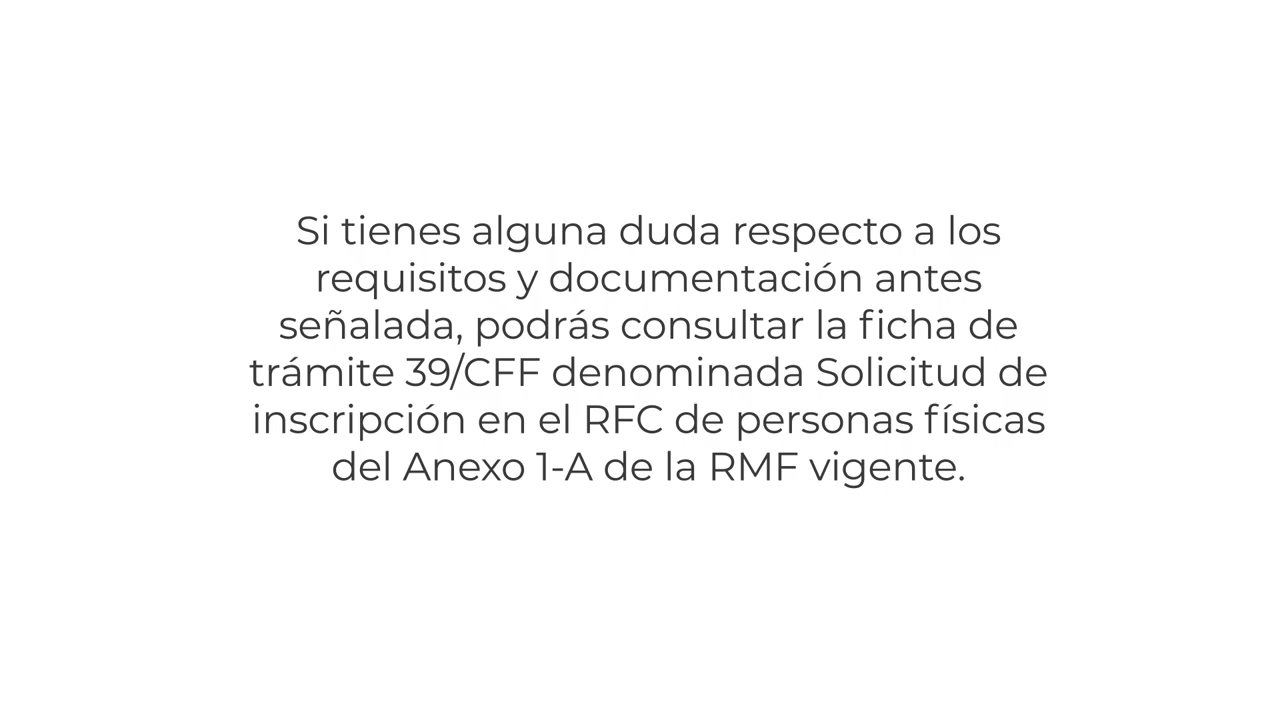 Si tienes alguna duda respecto a los
requisitos y documentación antes
señalada, podrás consultar la ficha de
trámite 39/CFF denominada Solicitud de
inscripción en el RFC de personas físicas
del Anexo 1-A de la RMF vigente.